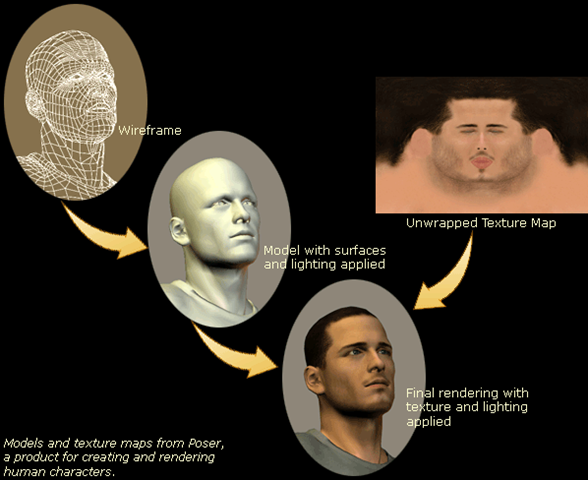 Wireframe
Unwrapped Texture Map
Model with surfaces
and lighting applied
Final rendering with
texture and lighting
applied
Models and texture maps from Poser,
a product for creating and rendering
human characters.